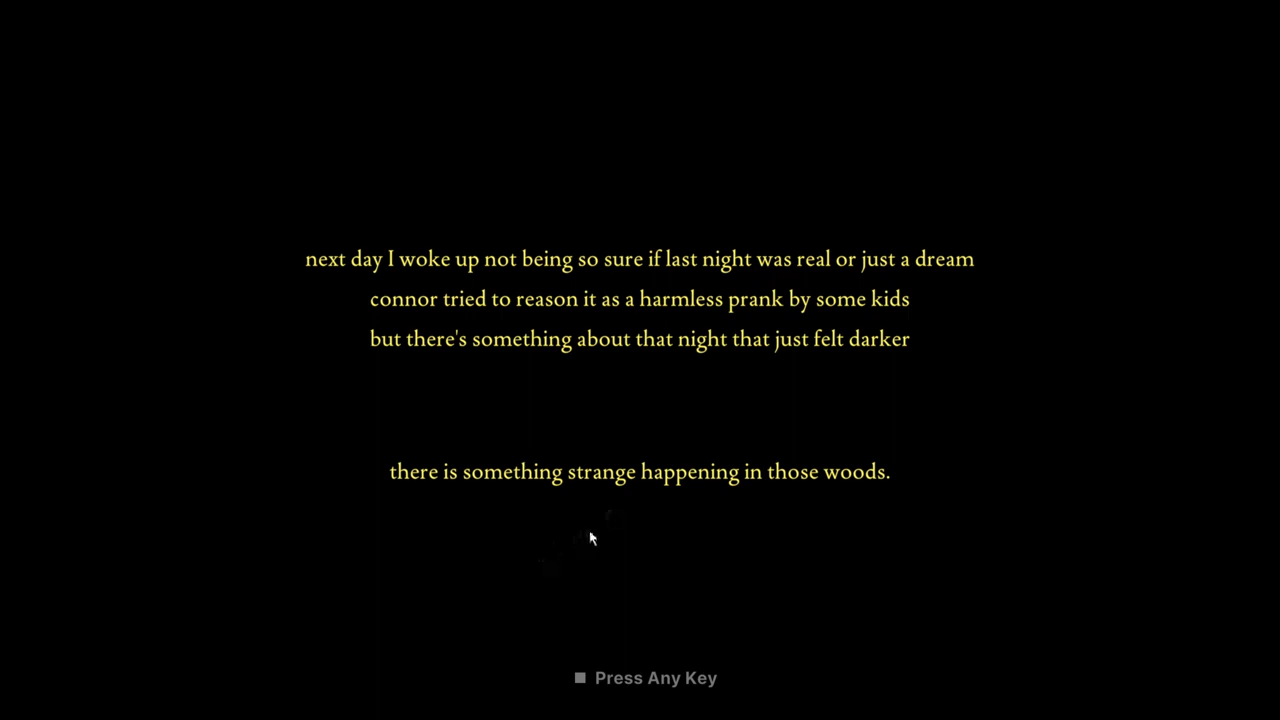 next day I woke up not being so sure if last night was real or just a dream
connor tried to reason it as a harmless prank by some kids
but there's something about that night that just felt darker
there is something strange happening in those woods.
Press Any Key